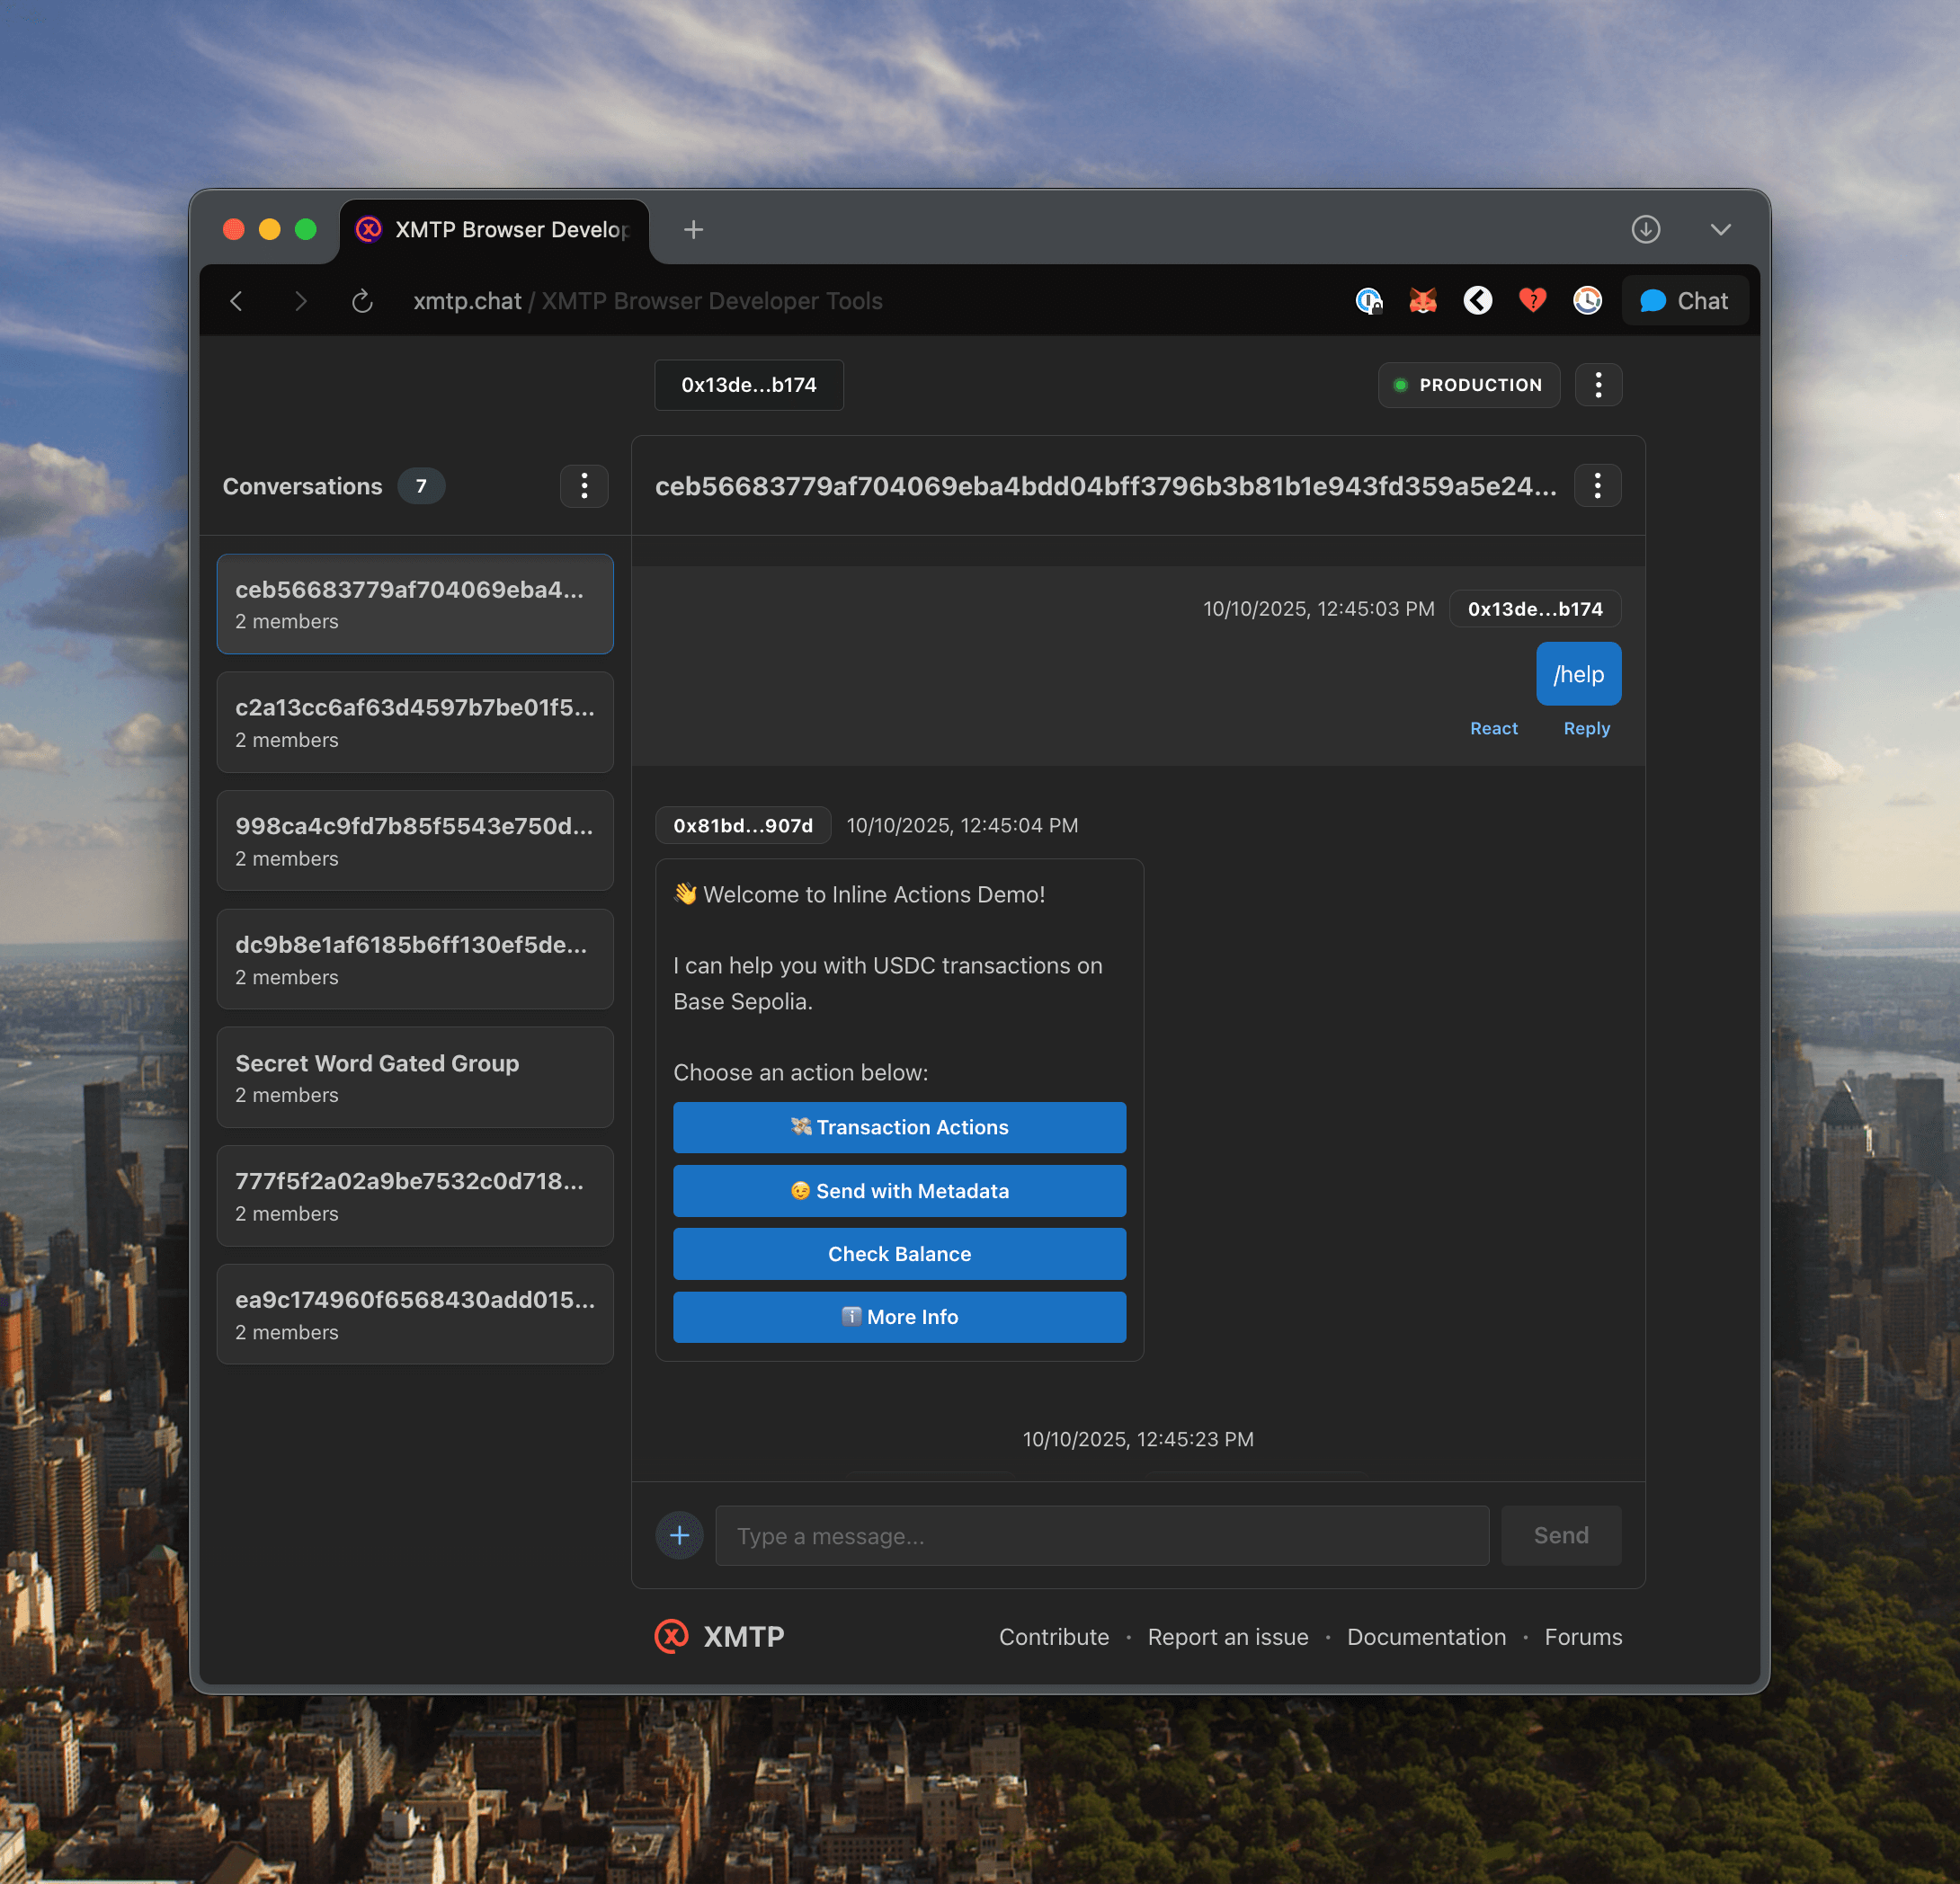 XMTP Browser Develop
xmtp.chat / XMTP Browser Developer Tools
Chat
0x13de...b174
PRODUCTION
Conversations 7
ceb56683779af704069eba4bdd04bff3796b3b81b1e943fd359a5e24...
ceb56683779af704069eba4...
2 members
c2a13cc6af63d4597b7be01f5...
2 members
998ca4c9fd7b85f5543e750d...
2 members
dc9b8e1af6185b6ff130ef5de...
2 members
Secret Word Gated Group
2 members
777f5f2a02a9be7532c0d718...
2 members
ea9c174960f6568430add015...
2 members
10/10/2025, 12:45:03 PM 0x13de...b174
/help
React Reply
0x81bd...907d 10/10/2025, 12:45:04 PM
👋 Welcome to Inline Actions Demo!
I can help you with USDC transactions on
Base Sepolia.
Choose an action below:
💸 Transaction Actions
😉 Send with Metadata
Check Balance
ℹ️ More Info
10/10/2025, 12:45:23 PM
Type a message...
Send
XMTP
Contribute · Report an issue · Documentation · Forums